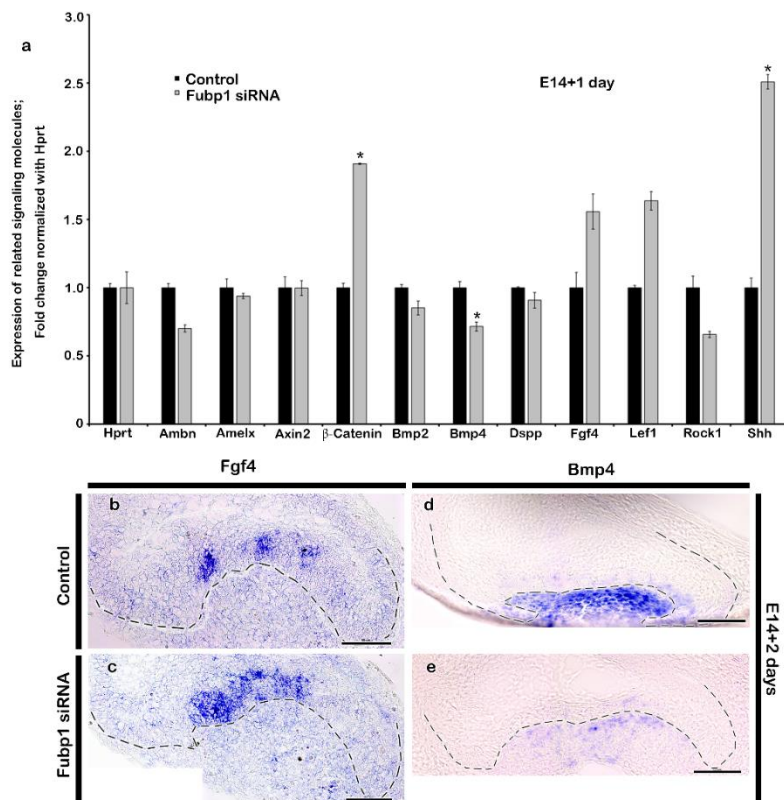 a
Expression of related signaling molecules;
Fold change normalized with Hprt
3.0
2.5
2.0
1.5
1.0
0.5
0
Control
Fubp1 siRNA
E14+1 day
*
*
*
Hprt Ambn Amelx Axin2 β-Catenin Bmp2 Bmp4 Dspp Fgf4 Lef1 Rock1 Shh
Fgf4
Bmp4
Control
b
d
Fubp1 siRNA
c
e
E14+2 days